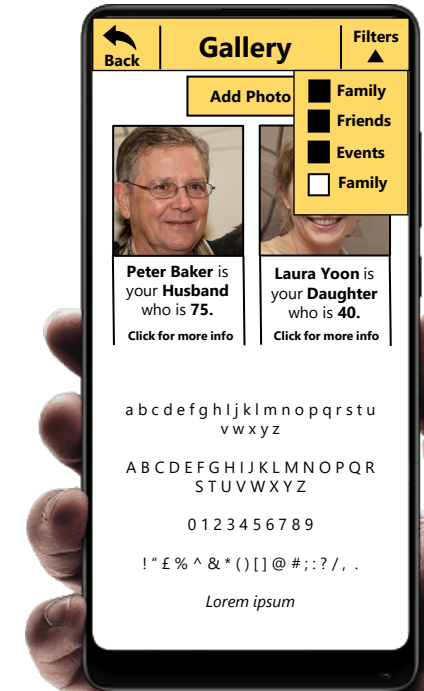 Back
Gallery
Filters
Add Photo
Family
Friends
Events
Family
Peter Baker is
your Husband
who is 75.
Click for more info
Laura Yoon is
your Daughter
who is 40.
Click for more info
a b c d e f g h I j k l m n o p q r s t u
v w x y z
A B C D E F G H I J K L M N O P Q R
S T U V W X Y Z
0 1 2 3 4 5 6 7 8 9
! “ £ % ^ & * ( ) [ ] @ # ; : ? / , .
Lorem ipsum